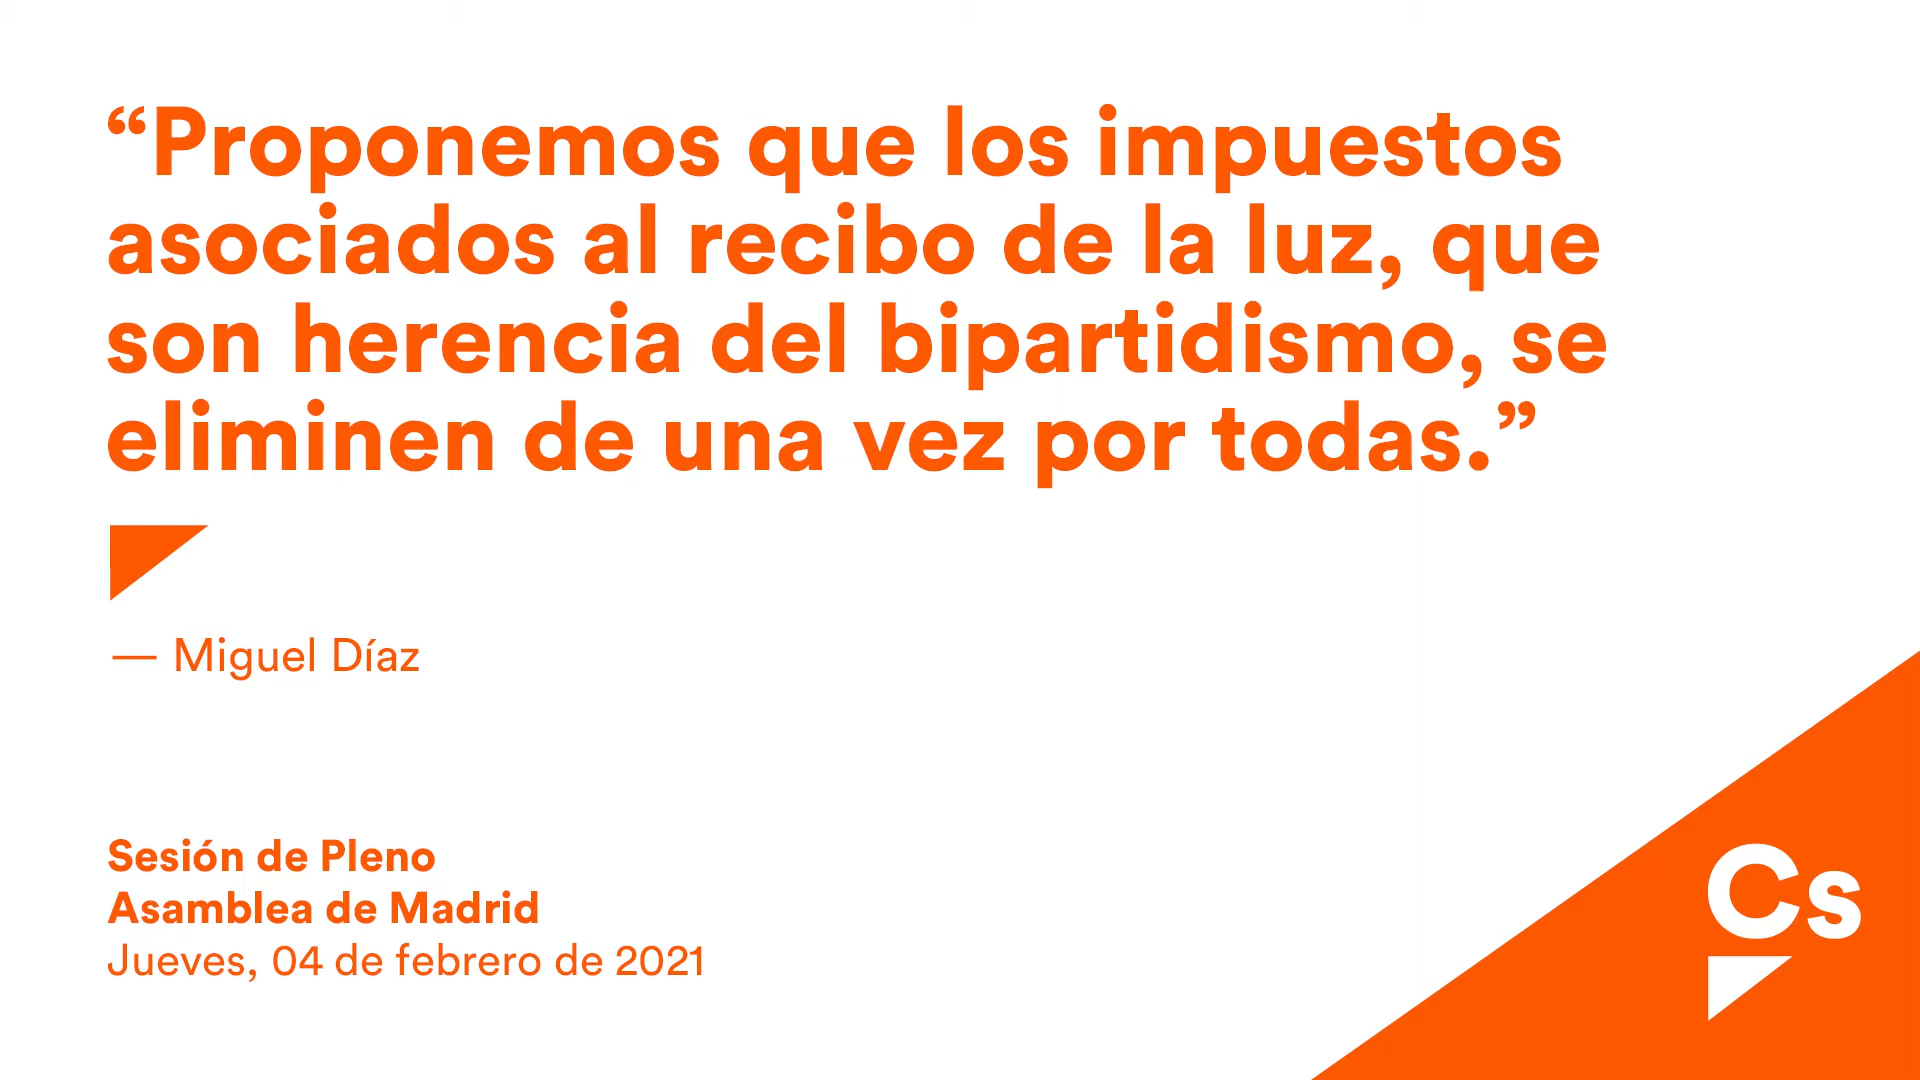 “Proponemos que los impuestos
asociados al recibo de la luz, que
son herencia del bipartidismo, se
eliminen de una vez por todas.”
— Miguel Díaz
Sesión de Pleno
Asamblea de Madrid
Jueves, 04 de febrero de 2021
Cs